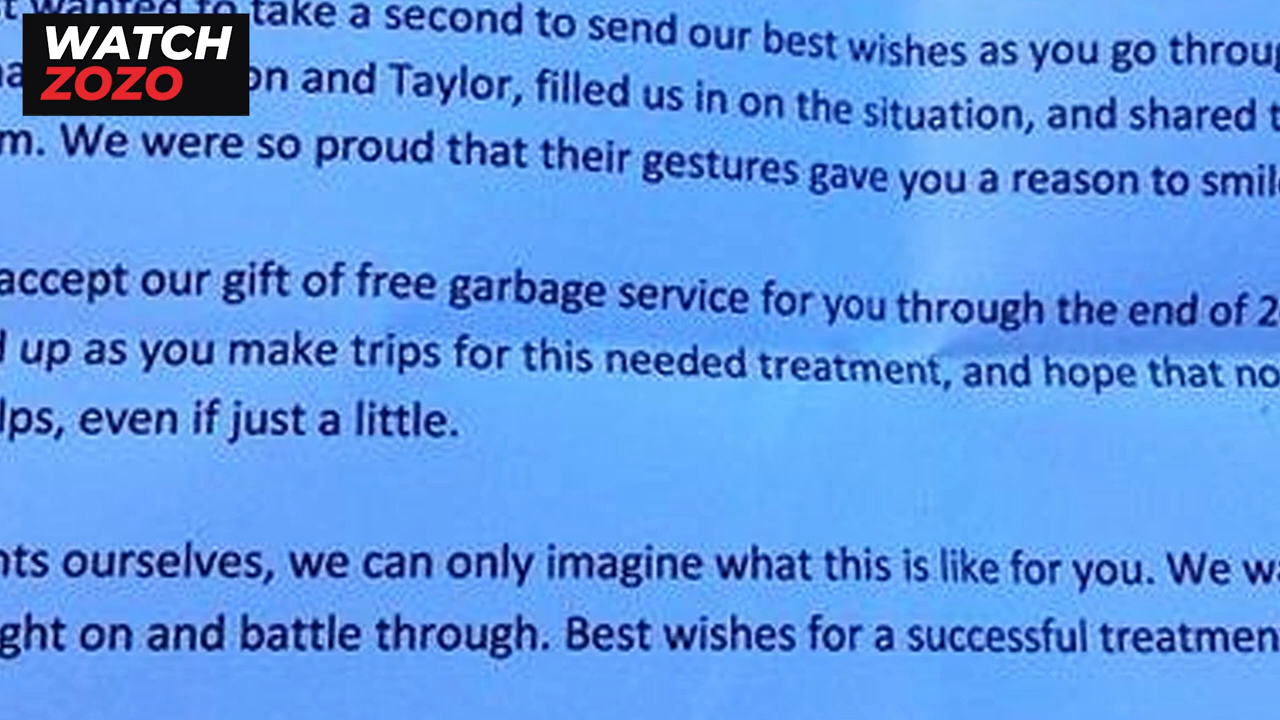 WATCH
ZOZO
wanted to take a second to send our best wishes as you go
and Taylor, filled us in on the situation, and shared
We were so proud that their gestures gave you a reason to
accept our gift of free garbage service for you through the end of
up as you make trips for this needed treatment, and hope that
even if just a little.
ourselves, we can only imagine what this is like for you. We
on and battle through. Best wishes for a successful